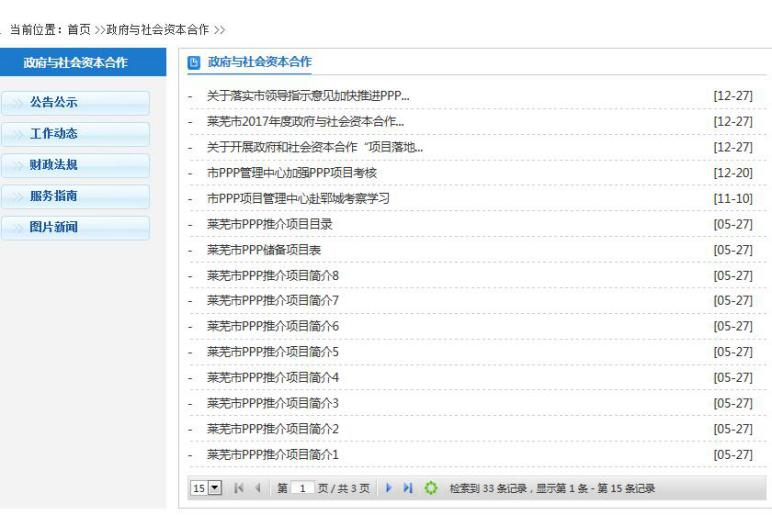 当前位置：首页 >>政府与社会资本合作 >>
政府与社会资本合作
公告公示
工作动态
财政法规
服务指南
图片新闻
政府与社会资本合作
- 关于落实市领导指示意见加快推进PPP... [12-27]
- 莱芜市2017年度政府与社会资本合作... [12-27]
- 关于开展政府和社会资本合作“项目落地... [12-27]
- 市PPP管理中心加强PPP项目考核 [12-20]
- 市PPP项目管理中心赴郓城考察学习 [11-10]
- 莱芜市PPP推介项目目录 [05-27]
- 莱芜市PPP储备项目表 [05-27]
- 莱芜市PPP推介项目简介8 [05-27]
- 莱芜市PPP推介项目简介7 [05-27]
- 莱芜市PPP推介项目简介6 [05-27]
- 莱芜市PPP推介项目简介5 [05-27]
- 莱芜市PPP推介项目简介4 [05-27]
- 莱芜市PPP推介项目简介3 [05-27]
- 莱芜市PPP推介项目简介2 [05-27]
- 莱芜市PPP推介项目简介1 [05-27]
15 第 1 页/共 3 页 检索到 33 条记录，显示第 1 条 - 第 15 条记录